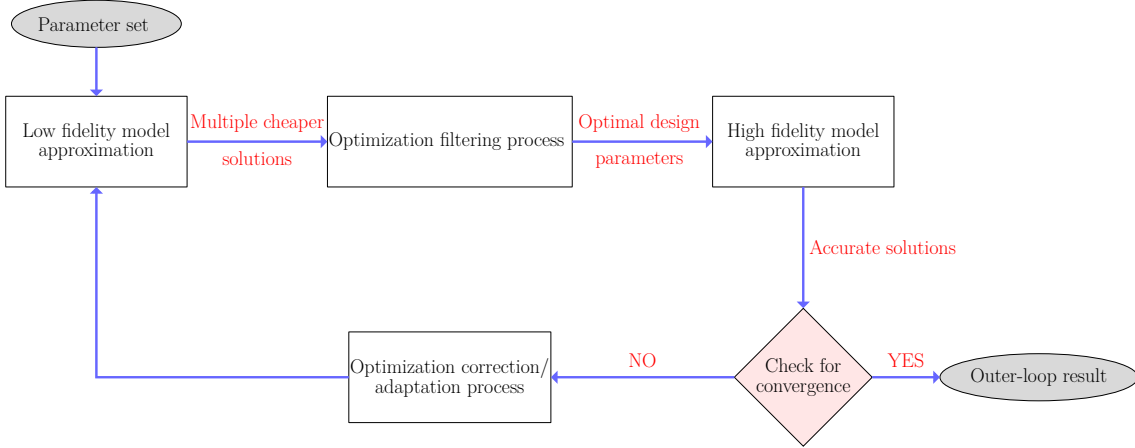 Parameter set
Low fidelity model
approximation
Multiple cheaper
solutions
Optimization filtering process
Optimal design
parameters
High fidelity model
approximation
Accurate solutions
Check for
convergence
YES
Outer-loop result
NO
Optimization correction/
adaptation process